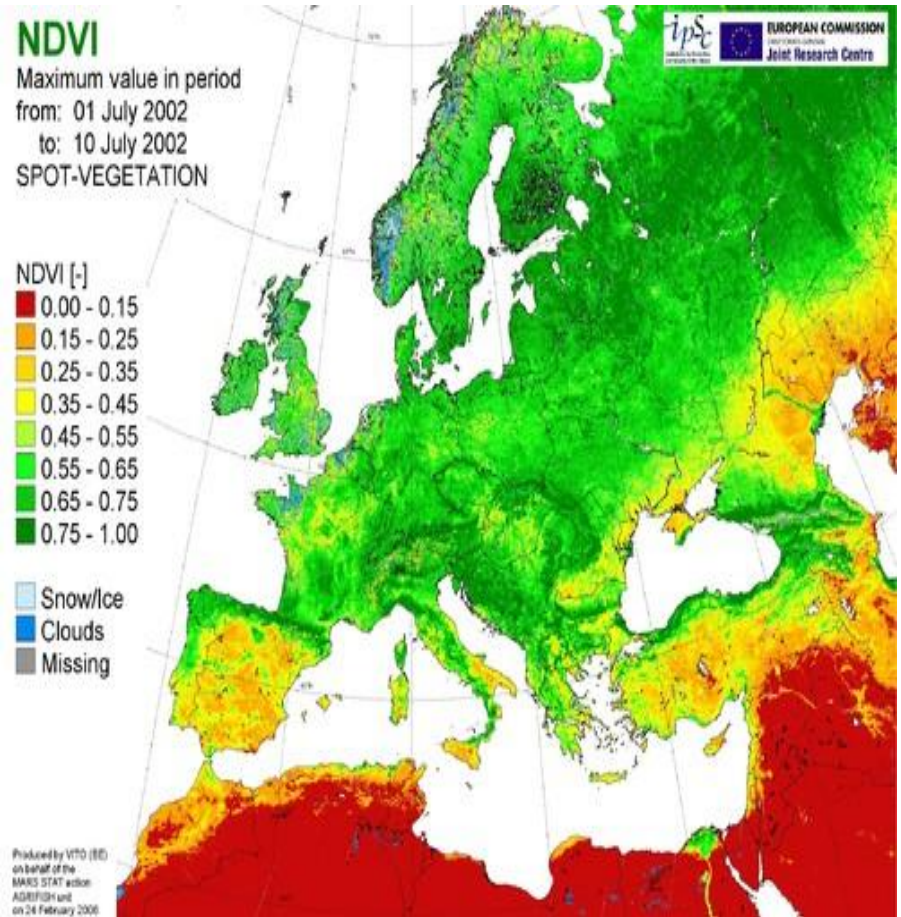 NDVI
Maximum value in period
from: 01 July 2002
to: 10 July 2002
SPOT-VEGETATION
ipsc
EUROPEAN COMMISSION
Joint Research Centre
NDVI [-]
0.00 - 0.15
0.15 - 0.25
0.25 - 0.35
0.35 - 0.45
0.45 - 0.55
0.55 - 0.65
0.65 - 0.75
0.75 - 1.00
Snow/Ice
Clouds
Missing
Produced by VITO (BE)
on behalf of the
MARS STAT action
AGRIFISH unit
on 24 February 2006